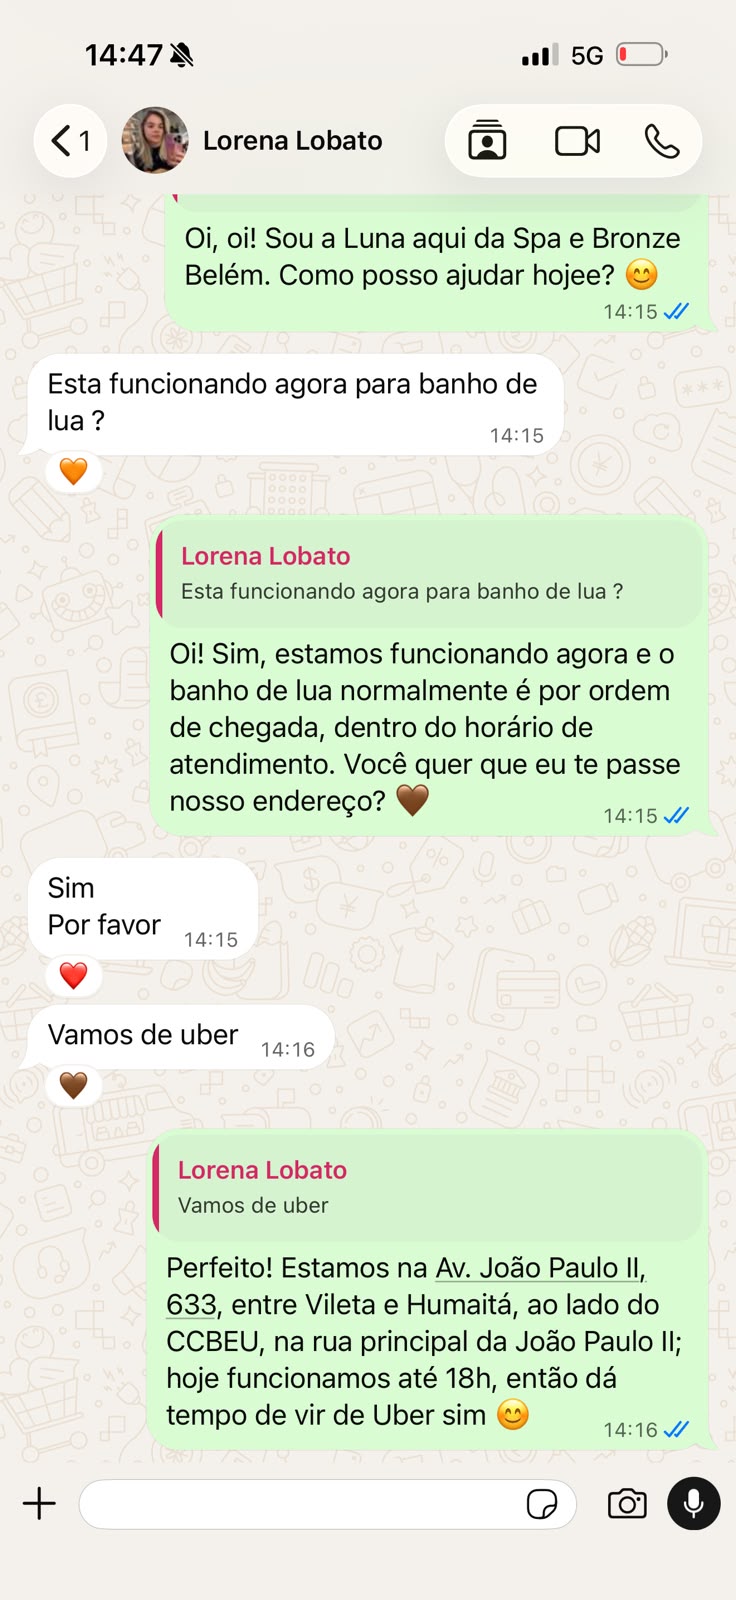 14:47
5G
1
Lorena Lobato
Oi, oi! Sou a Luna aqui da Spa e Bronze
Belém. Como posso ajudar hojee? 😊
14:15
Esta funcionando agora para banho de
lua ?
14:15
🧡
Lorena Lobato
Esta funcionando agora para banho de lua ?
Oi! Sim, estamos funcionando agora e o
banho de lua normalmente é por ordem
de chegada, dentro do horário de
atendimento. Você quer que eu te passe
nosso endereço? 🤎
14:15
Sim
Por favor
14:15
❤️
Vamos de uber
14:16
🤎
Lorena Lobato
Vamos de uber
Perfeito! Estamos na Av. João Paulo II,
633, entre Vileta e Humaitá, ao lado do
CCBEU, na rua principal da João Paulo II;
hoje funcionamos até 18h, então dá
tempo de vir de Uber sim 😊
14:16